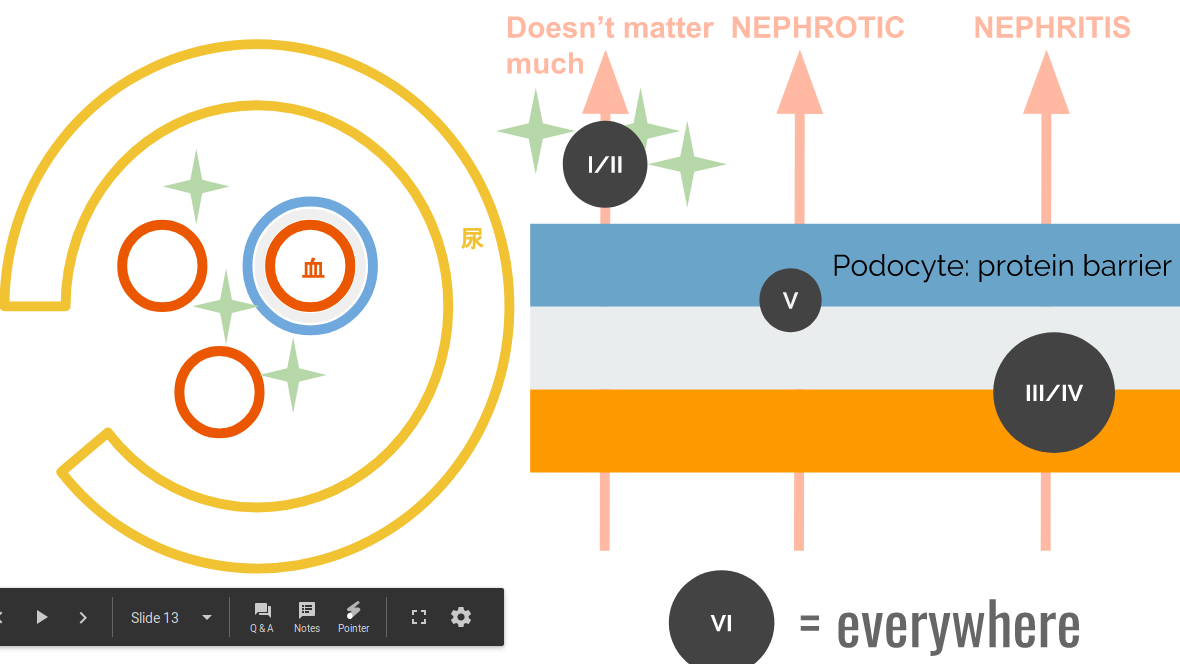 Doesn’t matter
much
NEPHROTIC
NEPHRITIS
I/II
尿
血
Podocyte: protein barrier
V
III/IV
VI
= everywhere
Slide 13
Q & A
Notes
Pointer